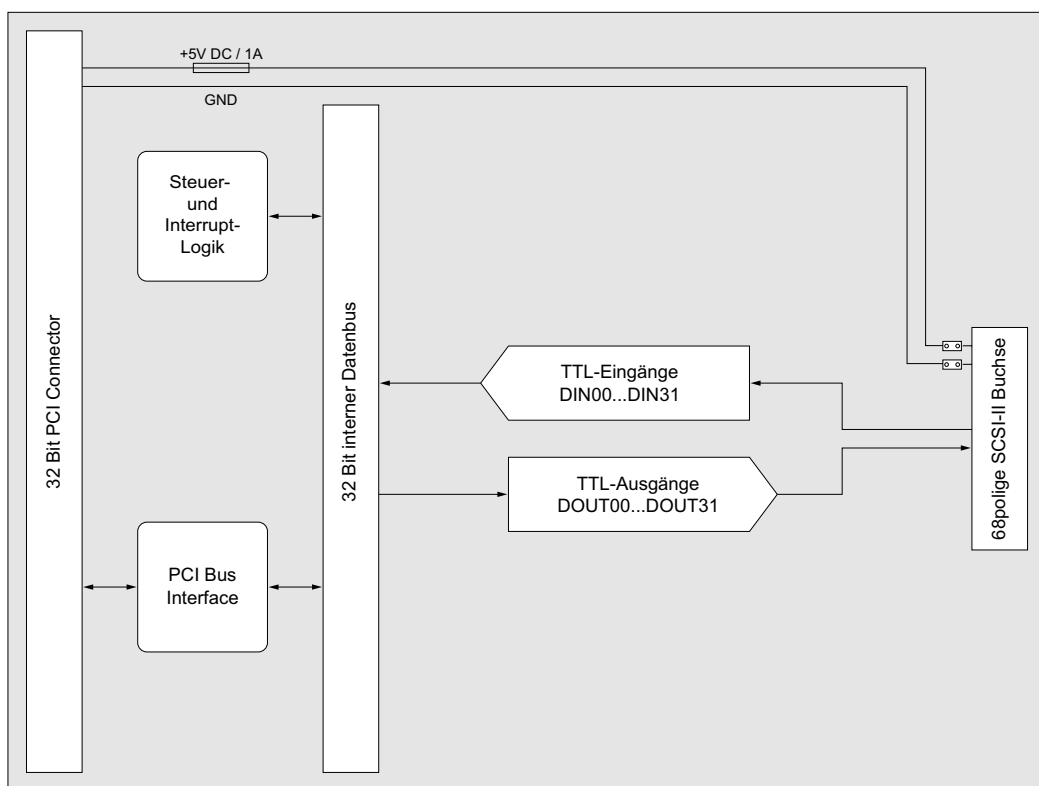 +5V DC / 1A
GND
32 Bit PCI Connector
Steuer-
und
Interrupt-
Logik
32 Bit interner Datenbus
TTL-Eingänge
DIN00...DIN31
TTL-Ausgänge
DOUT00...DOUT31
68polige SCSI-II Buchse
PCI Bus
Interface